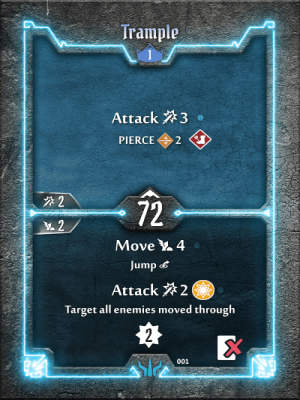 Trample
1
Attack 3
PIERCE 2
2
72
2
Move 4
Jump
Attack 2
Target all enemies moved through
2
001